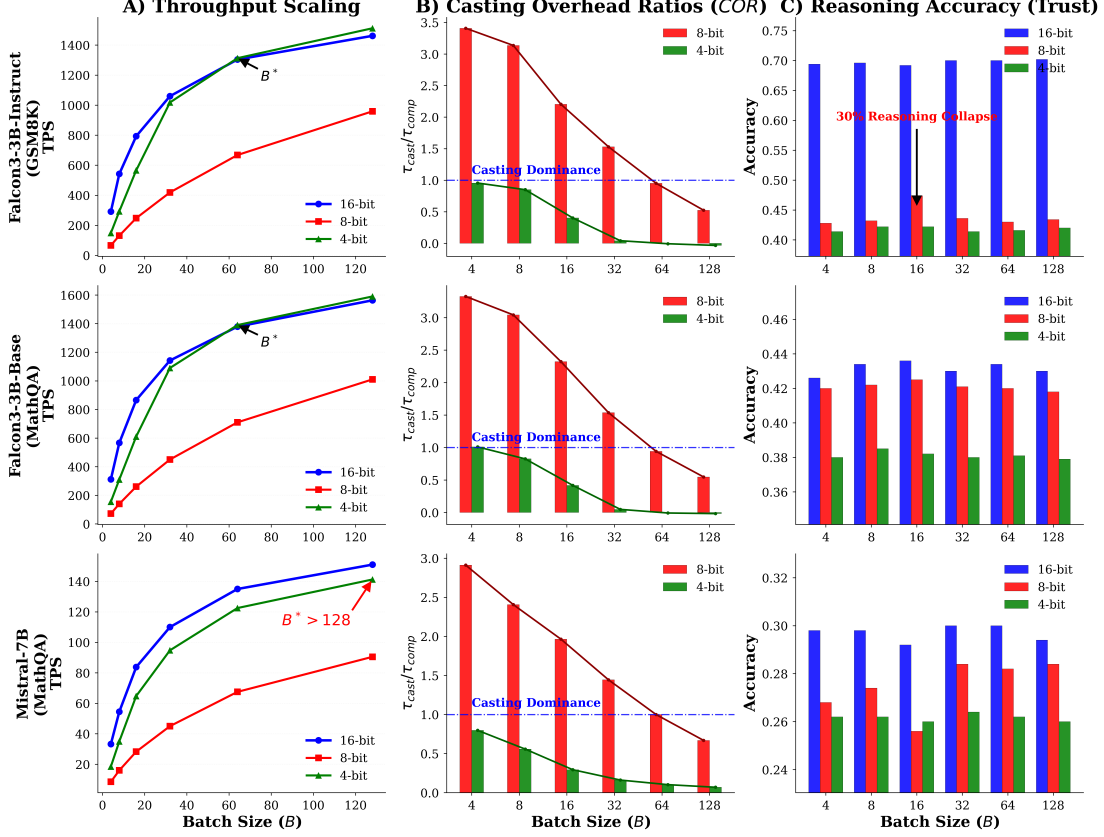 A) Throughput Scaling
B) Casting Overhead Ratios (COR)
C) Reasoning Accuracy (Trust)
Falcon3-3B-Instruct
(GSM8K)
TPS
1400
1200
1000
800
600
400
200
0
0 20 40 60 80 100 120
B*
16-bit
8-bit
4-bit
τcast/τcomp
3.5
3.0
2.5
2.0
1.5
1.0
0.5
0.0
4 8 16 32 64 128
Casting Dominance
8-bit
4-bit
Accuracy
0.75
0.70
0.65
0.60
0.55
0.50
0.45
0.40
4 8 16 32 64 128
30% Reasoning Collapse
16-bit
8-bit
4-bit
Falcon3-3B-Base
(MathQA)
TPS
1600
1400
1200
1000
800
600
400
200
0
0 20 40 60 80 100 120
B*
16-bit
8-bit
4-bit
τcast/τcomp
3.0
2.5
2.0
1.5
1.0
0.5
0.0
4 8 16 32 64 128
Casting Dominance
8-bit
4-bit
Accuracy
0.46
0.44
0.42
0.40
0.38
0.36
4 8 16 32 64 128
16-bit
8-bit
4-bit
Mistral-7B
(MathQA)
TPS
140
120
100
80
60
40
20
0 20 40 60 80 100 120
B* > 128
16-bit
8-bit
4-bit
Batch Size (B)
τcast/τcomp
3.0
2.5
2.0
1.5
1.0
0.5
0.0
4 8 16 32 64 128
Casting Dominance
8-bit
4-bit
Batch Size (B)
Accuracy
0.32
0.30
0.28
0.26
0.24
4 8 16 32 64 128
16-bit
8-bit
4-bit
Batch Size (B)